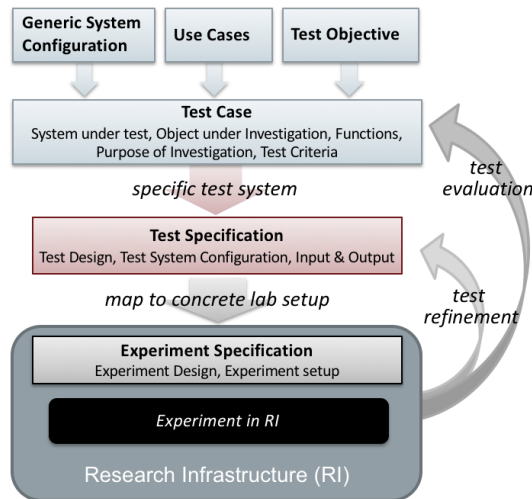 Generic System
Configuration
Use Cases
Test Objective
Test Case
System under test, Object under Investigation, Functions,
Purpose of Investigation, Test Criteria
specific test system
test
evaluation
Test Specification
Test Design, Test System Configuration, Input & Output
map to concrete lab setup
test
refinement
Experiment Specification
Experiment Design, Experiment setup
Experiment in RI
Research Infrastructure (RI)